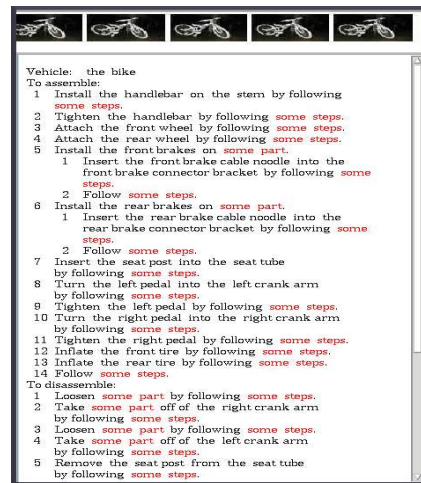 Vehicle: the bike
To assemble:
1 Install the handlebar on the stem by following
some steps.
2 Tighten the handlebar by following some steps.
3 Attach the front wheel by following some steps.
4 Attach the rear wheel by following some steps.
5 Install the front brakes on some part.
1 Insert the front brake cable noodle into the
front brake connector bracket by following some
steps.
2 Follow some steps.
6 Install the rear brakes on some part.
1 Insert the rear brake cable noodle into the
rear brake connector bracket by following some
steps.
2 Follow some steps.
7 Insert the seat post into the seat tube
by following some steps.
8 Turn the left pedal into the left crank arm
by following some steps.
9 Tighten the left pedal by following some steps.
10 Turn the right pedal into the right crank arm
by following some steps.
11 Tighten the right pedal by following some steps.
12 Inflate the front tire by following some steps.
13 Inflate the rear tire by following some steps.
14 Follow some steps.
To disassemble:
1 Loosen some part by following some steps.
2 Take some part off of the right crank arm
by following some steps.
3 Loosen some part by following some steps.
4 Take some part off of the left crank arm
by following some steps.
5 Remove the seat post from the seat tube
by following some steps.